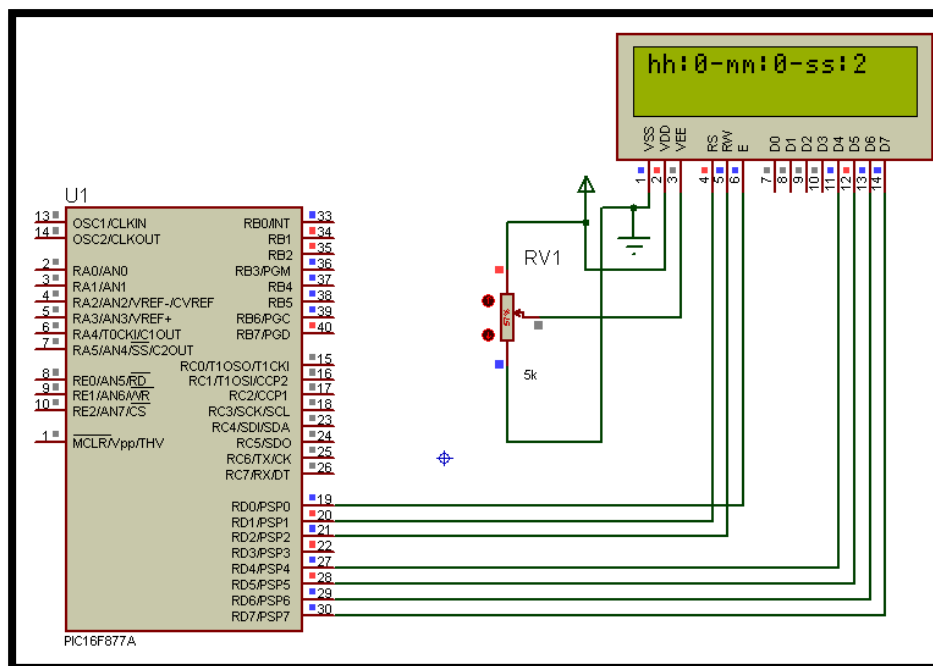 hh:0-mm:0-ss:2
VSS VDD VEE RS RW E D0 D1 D2 D3 D4 D5 D6 D7
1 2 3 4 5 6 7 8 9 10 11 12 13 14
U1
13 OSC1/CLKIN RB0/INT 33
14 OSC2/CLKOUT RB1 34
RB2 35
2 RA0/AN0 RB3/PGM 36
3 RA1/AN1 RB4 37
4 RA2/AN2/VREF-/CVREF RB5 38
5 RA3/AN3/VREF+ RB6/PGC 39
6 RA4/T0CKI/C1OUT RB7/PGD 40
7 RA5/AN4/SS/C2OUT
RC0/T1OSO/T1CKI 15
8 RE0/AN5/RD RC1/T1OSI/CCP2 16
9 RE1/AN6/WR RC2/CCP1 17
10 RE2/AN7/CS RC3/SCK/SCL 18
RC4/SDI/SDA 23
1 MCLR/Vpp/THV RC5/SDO 24
RC6/TX/CK 25
RC7/RX/DT 26
RD0/PSP0 19
RD1/PSP1 20
RD2/PSP2 21
RD3/PSP3 22
RD4/PSP4 27
RD5/PSP5 28
RD6/PSP6 29
RD7/PSP7 30
PIC16F877A
RV1
57%
5k